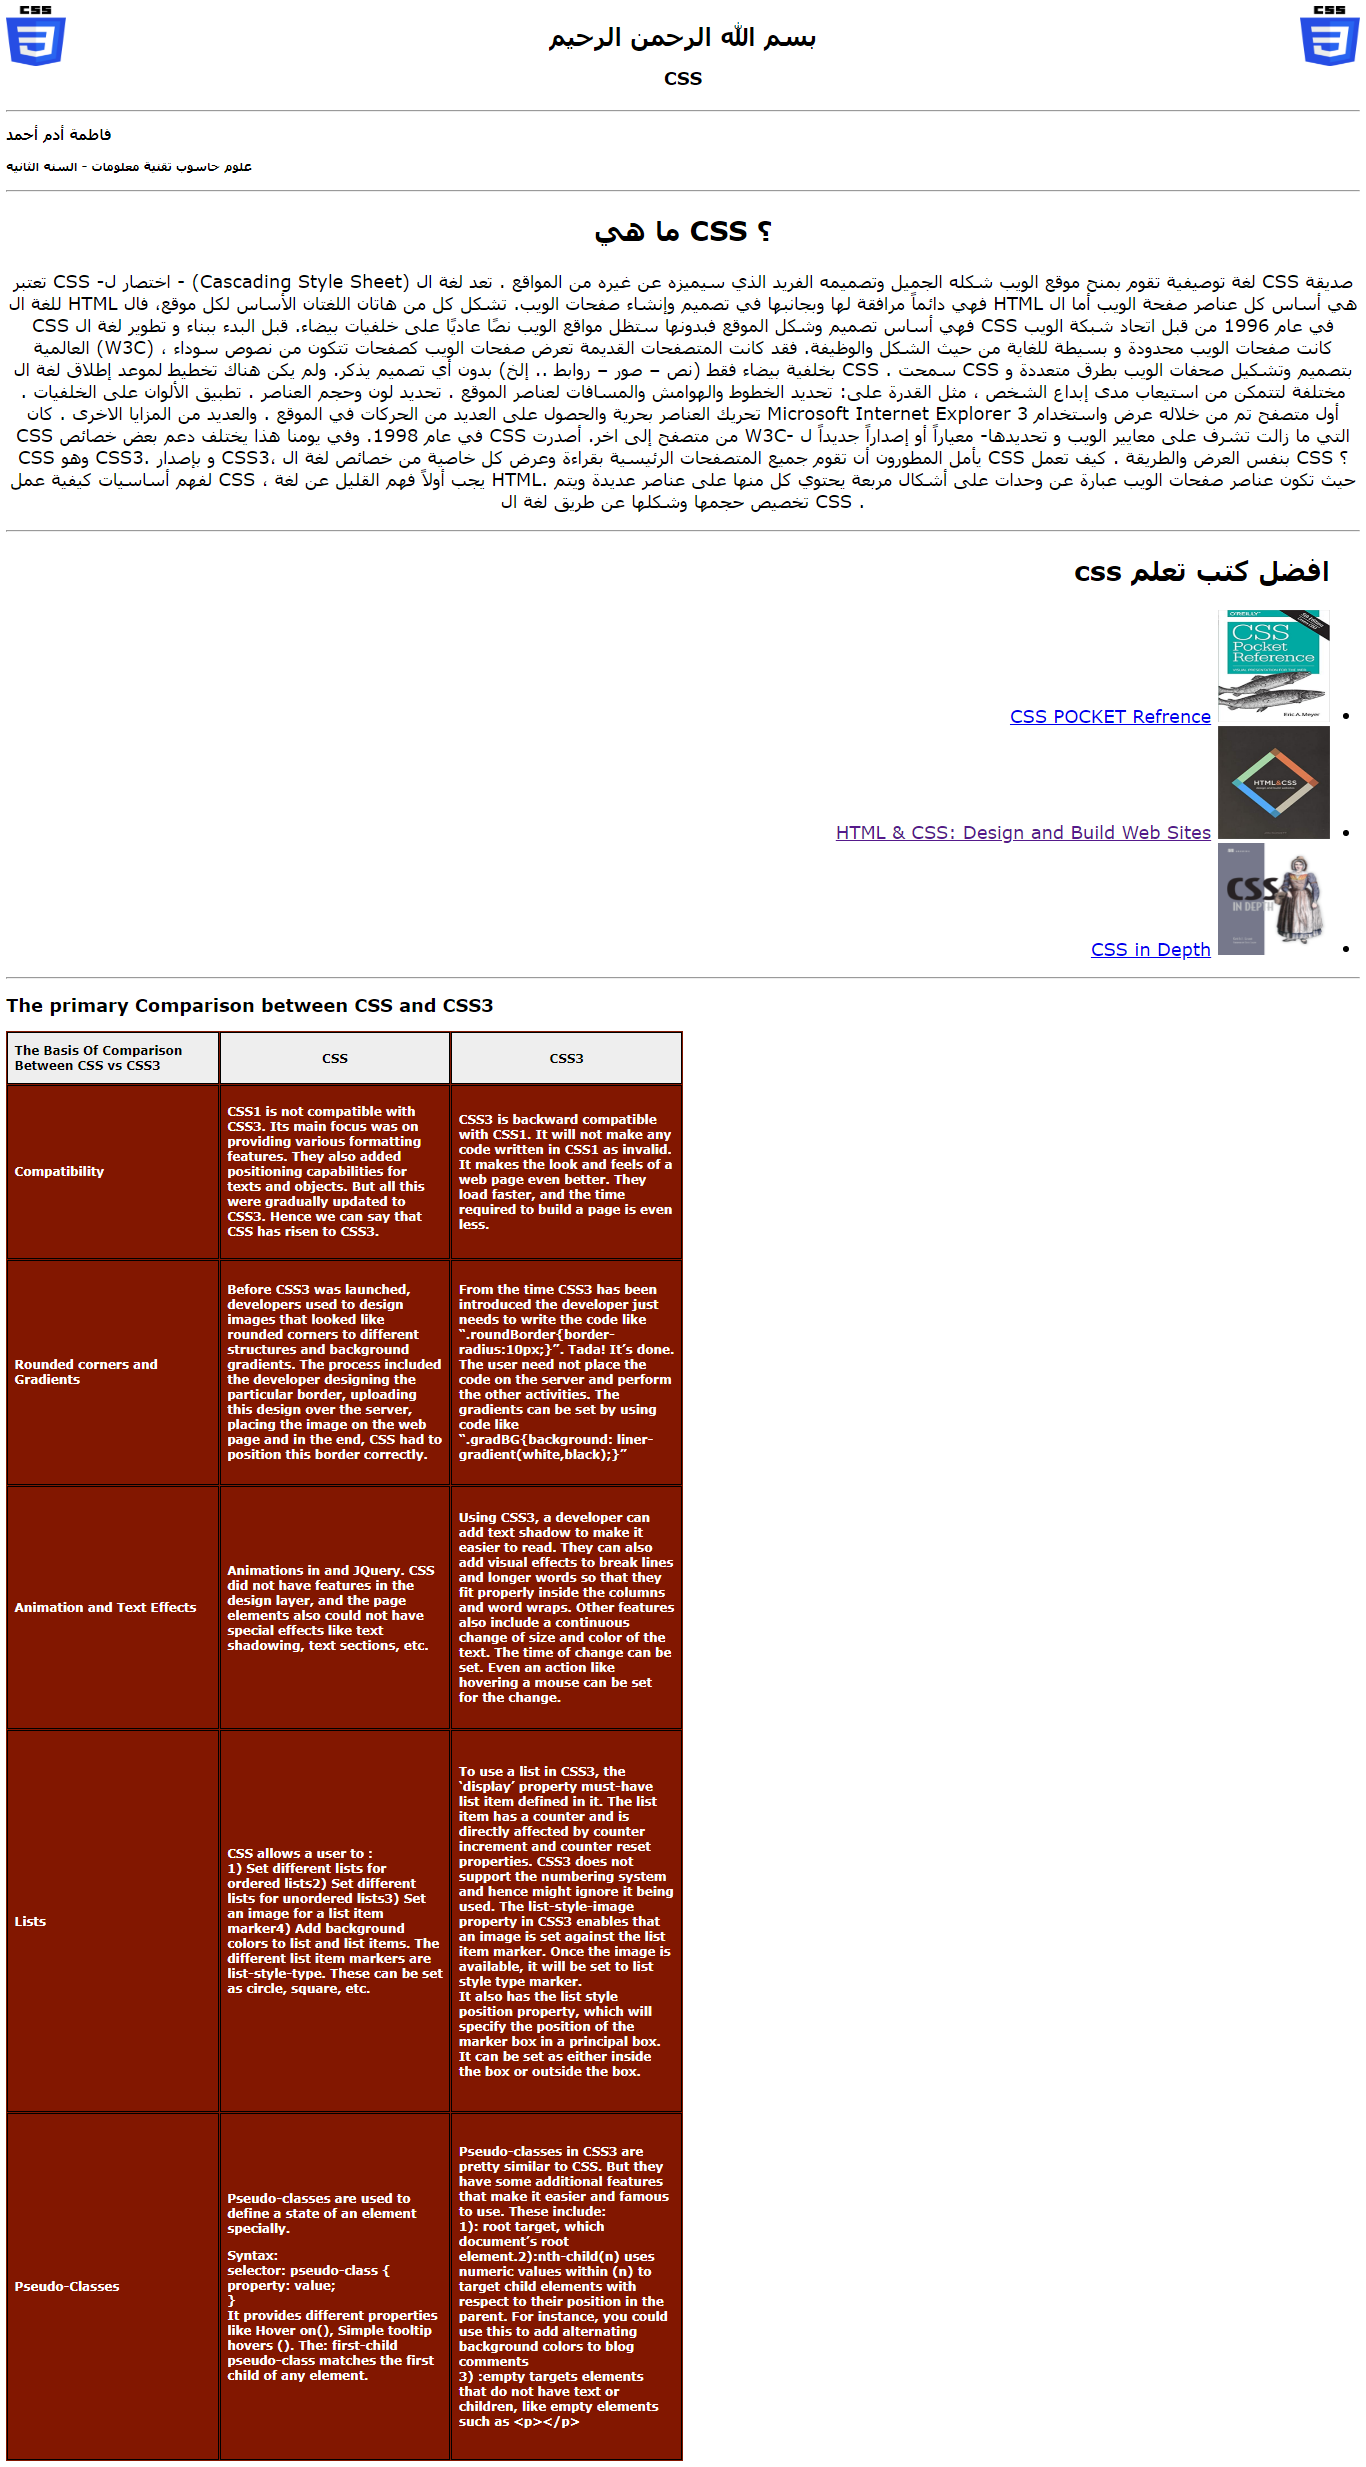 CSS
CSS
بسم الله الرحمن الرحيم
CSS
فاطمة أدم أحمد
علوم حاسوب تقنية معلومات - السنه الثانيه
ما هي CSS ؟
تعتبر CSS -اختصار ل - (Cascading Style Sheet) لغة توصيفية تقوم بمنح موقع الويب شكله الجميل وتصميمه الفريد الذي سيميزه عن غيره من المواقع . تعد لغة ال CSS صديقة
للغة ال HTML فهي دائماً مرافقة لها وبجانبها في تصميم وإنشاء صفحات الويب. تشكل كل من هاتان اللغتان الأساس لكل موقع، فال HTML هي أساس كل عناصر صفحة الويب أما ال
CSS فهي أساس تصميم وشكل الموقع فبدونها ستظل مواقع الويب نصًا عاديًا على خلفيات بيضاء. قبل البدء ببناء و تطوير لغة ال CSS في عام 1996 من قبل اتحاد شبكة الويب
العالمية (W3C) ، كانت صفحات الويب محدودة و بسيطة للغاية من حيث الشكل والوظيفة. فقد كانت المتصفحات القديمة تعرض صفحات الويب كصفحات تتكون من نصوص سوداء
بخلفية بيضاء فقط (نص – صور – روابط .. إلخ) بدون أي تصميم يذكر. ولم يكن هناك تخطيط لموعد إطلاق لغة ال CSS . سمحت CSS بتصميم وتشكيل صحفات الويب بطرق متعددة و
مختلفة لتتمكن من استيعاب مدى إبداع الشخص ، مثل القدرة على: تحديد الخطوط والهوامش والمسافات لعناصر الموقع . تحديد لون وحجم العناصر . تطبيق الألوان على الخلفيات .
تحريك العناصر بحرية والحصول على العديد من الحركات في الموقع . والعديد من المزايا الاخرى . كان Microsoft Internet Explorer 3 أول متصفح تم من خلاله عرض واستخدام
CSS في عام 1998. وفي يومنا هذا يختلف دعم بعض خصائص CSS من متصفح إلى اخر. أصدرت W3C- التي ما زالت تشرف على معايير الويب و تحديدها- معياراً أو إصداراً جديداً ل
CSS وهو CSS3. و بإصدار CSS3، يأمل المطورون أن تقوم جميع المتصفحات الرئيسية بقراءة وعرض كل خاصية من خصائص لغة ال CSS بنفس العرض والطريقة . كيف تعمل CSS ؟
لفهم أساسيات كيفية عمل CSS ، يجب أولاً فهم القليل عن لغة HTML. حيث تكون عناصر صفحات الويب عبارة عن وحدات على أشكال مربعة يحتوي كل منها على عناصر عديدة ويتم
تخصيص حجمها وشكلها عن طريق لغة ال CSS .
افضل كتب تعلم css
O'REILLY
CSS
Pocket
Reference
Eric A. Meyer
CSS POCKET Refrence
HTML&CSS
HTML & CSS: Design and Build Web Sites
CSS
IN DEPTH
CSS in Depth
The primary Comparison between CSS and CSS3
The Basis Of Comparison
Between CSS vs CSS3
CSS
CSS3
Compatibility
CSS1 is not compatible with
CSS3. Its main focus was on
providing various formatting
features. They also added
positioning capabilities for
texts and objects. But all this
were gradually updated to
CSS3. Hence we can say that
CSS has risen to CSS3.
CSS3 is backward compatible
with CSS1. It will not make any
code written in CSS1 as invalid.
It makes the look and feels of a
web page even better. They
load faster, and the time
required to build a page is even
less.
Rounded corners and
Gradients
Before CSS3 was launched,
developers used to design
images that looked like
rounded corners to different
structures and background
gradients. The process included
the developer designing the
particular border, uploading
this design over the server,
placing the image on the web
page and in the end, CSS had to
position this border correctly.
From the time CSS3 has been
introduced the developer just
needs to write the code like
“.roundBorder{border-
radius:10px;}”. Tada! It’s done.
The user need not place the
code on the server and perform
the other activities. The
gradients can be set by using
code like
“.gradBG{background: liner-
gradient(white,black);}”
Animation and Text Effects
Animations in and JQuery. CSS
did not have features in the
design layer, and the page
elements also could not have
special effects like text
shadowing, text sections, etc.
Using CSS3, a developer can
add text shadow to make it
easier to read. They can also
add visual effects to break lines
and longer words so that they
fit properly inside the columns
and word wraps. Other features
also include a continuous
change of size and color of the
text. The time of change can be
set. Even an action like
hovering a mouse can be set
for the change.
Lists
CSS allows a user to :
1) Set different lists for
ordered lists2) Set different
lists for unordered lists3) Set
an image for a list item
marker4) Add background
colors to list and list items. The
different list item markers are
list-style-type. These can be set
as circle, square, etc.
To use a list in CSS3, the
‘display’ property must-have
list item defined in it. The list
item has a counter and is
directly affected by counter
increment and counter reset
properties. CSS3 does not
support the numbering system
and hence might ignore it being
used. The list-style-image
property in CSS3 enables that
an image is set against the list
item marker. Once the image is
available, it will be set to list
style type marker.
It also has the list style
position property, which will
specify the position of the
marker box in a principal box.
It can be set as either inside
the box or outside the box.
Pseudo-Classes
Pseudo-classes are used to
define a state of an element
specially.
Syntax:
selector: pseudo-class {
property: value;
}
It provides different properties
like Hover on(), Simple tooltip
hovers (). The: first-child
pseudo-class matches the first
child of any element.
Pseudo-classes in CSS3 are
pretty similar to CSS. But they
have some additional features
that make it easier and famous
to use. These include:
1): root target, which
document’s root
element.2):nth-child(n) uses
numeric values within (n) to
target child elements with
respect to their position in the
parent. For instance, you could
use this to add alternating
background colors to blog
comments
3) :empty targets elements
that do not have text or
children, like empty elements
such as <p></p>